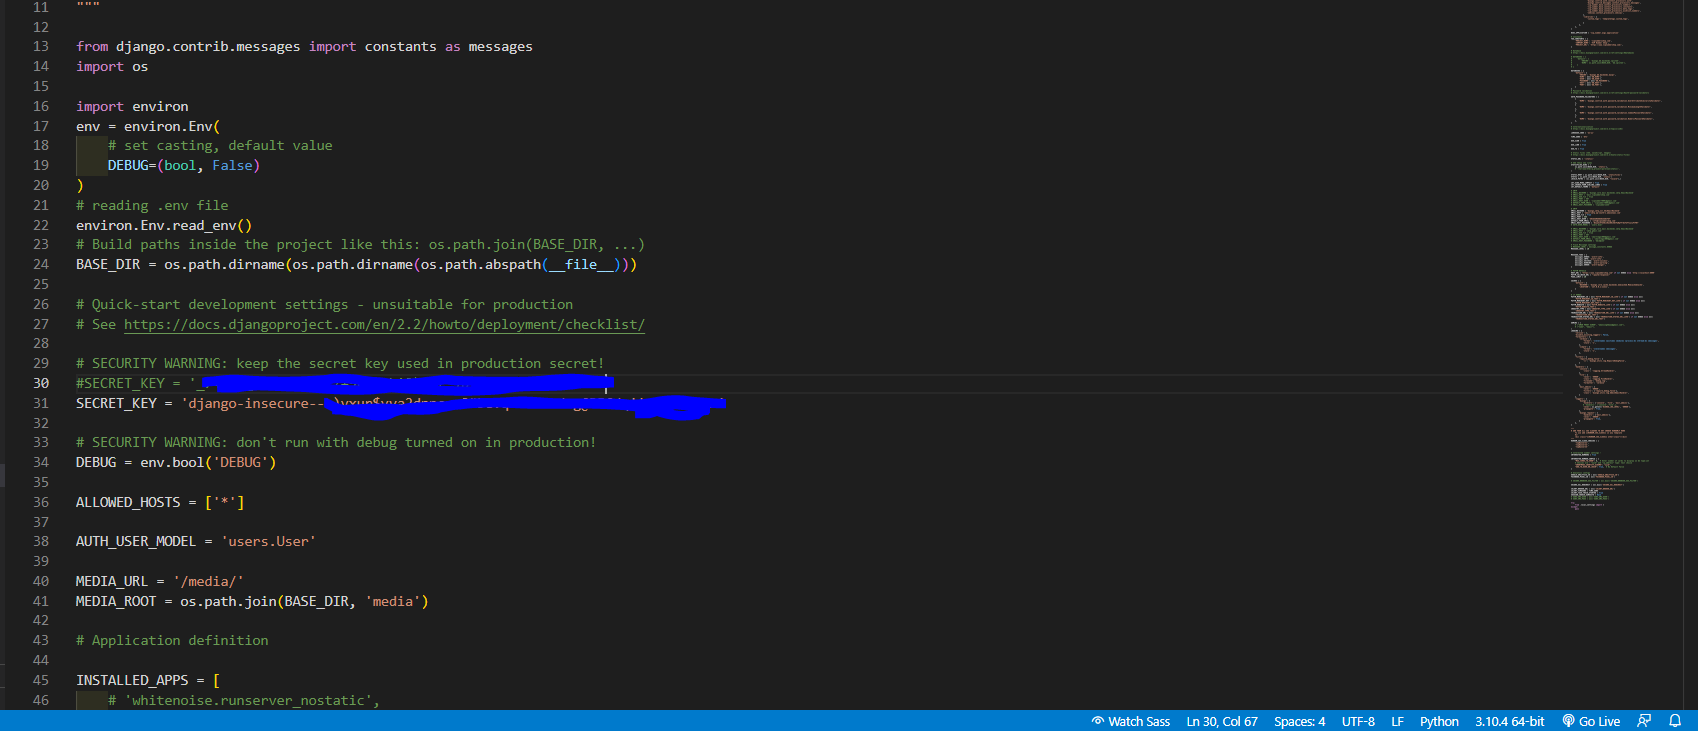 11 """
12
13 from django.contrib.messages import constants as messages
14 import os
15
16 import environ
17 env = environ.Env(
18 # set casting, default value
19 DEBUG=(bool, False)
20 )
21 # reading .env file
22 environ.Env.read_env()
23 # Build paths inside the project like this: os.path.join(BASE_DIR, ...)
24 BASE_DIR = os.path.dirname(os.path.dirname(os.path.abspath(__file__)))
25
26 # Quick-start development settings - unsuitable for production
27 # See https://docs.djangoproject.com/en/2.2/howto/deployment/checklist/
28
29 # SECURITY WARNING: keep the secret key used in production secret!
30 #SECRET_KEY = '
31 SECRET_KEY = 'django-insecure--
32
33 # SECURITY WARNING: don't run with debug turned on in production!
34 DEBUG = env.bool('DEBUG')
35
36 ALLOWED_HOSTS = ['*']
37
38 AUTH_USER_MODEL = 'users.User'
39
40 MEDIA_URL = '/media/'
41 MEDIA_ROOT = os.path.join(BASE_DIR, 'media')
42
43 # Application definition
44
45 INSTALLED_APPS = [
46 # 'whitenoise.runserver_nostatic',
Watch Sass Ln 30, Col 67 Spaces: 4 UTF-8 LF Python 3.10.4 64-bit Go Live